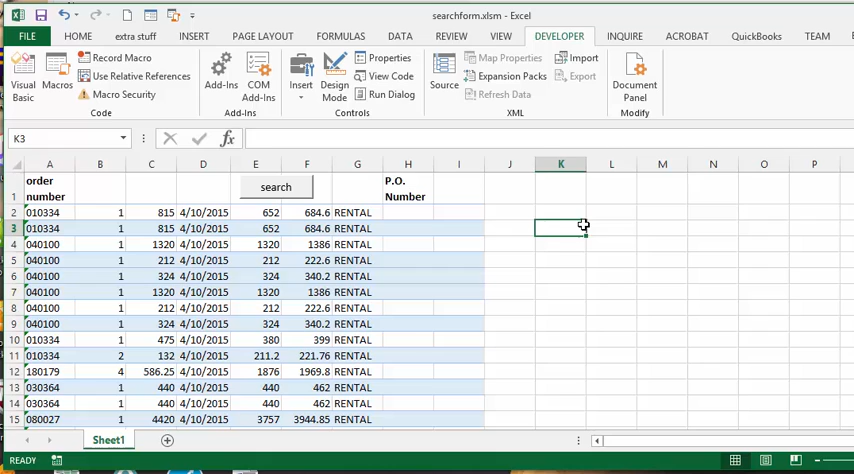 searchform.xlsm - Excel
FILE HOME extra stuff INSERT PAGE LAYOUT FORMULAS DATA REVIEW VIEW DEVELOPER INQUIRE ACROBAT QuickBooks TEAM
Visual Basic
Macros
Record Macro
Use Relative References
Macro Security
Code
Add-Ins
COM Add-Ins
Add-Ins
Insert
Design Mode
Properties
View Code
Run Dialog
Controls
Source
Map Properties
Expansion Packs
Refresh Data
Import
Export
XML
Document Panel
Modify
K3 fx
A B C D E F G H I J K L M N O P
1 order number search P.O. Number
2 010334 1 815 4/10/2015 652 684.6 RENTAL
3 010334 1 815 4/10/2015 652 684.6 RENTAL
4 040100 1 1320 4/10/2015 1320 1386 RENTAL
5 040100 1 212 4/10/2015 212 222.6 RENTAL
6 040100 1 324 4/10/2015 324 340.2 RENTAL
7 040100 1 1320 4/10/2015 1320 1386 RENTAL
8 040100 1 212 4/10/2015 212 222.6 RENTAL
9 040100 1 324 4/10/2015 324 340.2 RENTAL
10 010334 1 475 4/10/2015 380 399 RENTAL
11 010334 2 132 4/10/2015 211.2 221.76 RENTAL
12 180179 4 586.25 4/10/2015 1876 1969.8 RENTAL
13 030364 1 440 4/10/2015 440 462 RENTAL
14 030364 1 440 4/10/2015 440 462 RENTAL
15 080027 1 4420 4/10/2015 3757 3944.85 RENTAL
Sheet1
READY